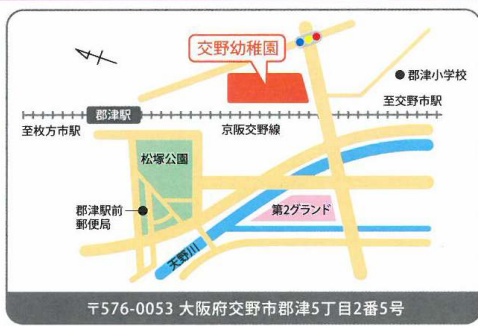 交野幼稚園
郡津小学校
至交野市駅
郡津駅
至枚方市駅
京阪交野線
松塚公園
郡津駅前
郵便局
第2グランド
天野川
〒576-0053 大阪府交野市郡津5丁目2番5号